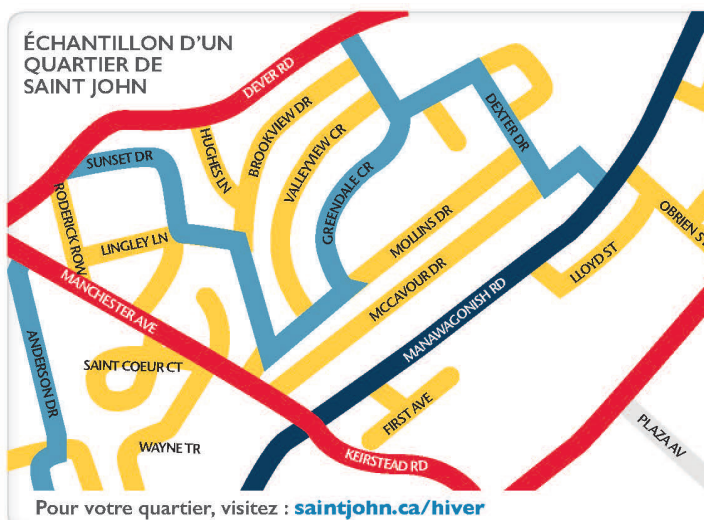 ÉCHANTILLON D'UN
QUARTIER DE
SAINT JOHN
DEVER RD
SUNSET DR
HUGHES LN
BROOKVIEW DR
VALLEYVIEW CR
GREENDALE CR
DEXTER DR
RODERICK ROW
LINGLEY LN
MOLLINS DR
MCCAVOUR DR
OBRIEN S
LLOYD ST
MANCHESTER AVE
MANAWAGONISH RD
ANDERSON DR
SAINT COEUR CT
FIRST AVE
WAYNE TR
KEIRSTEAD RD
PLAZA AV
Pour votre quartier, visitez : saintjohn.ca/hiver